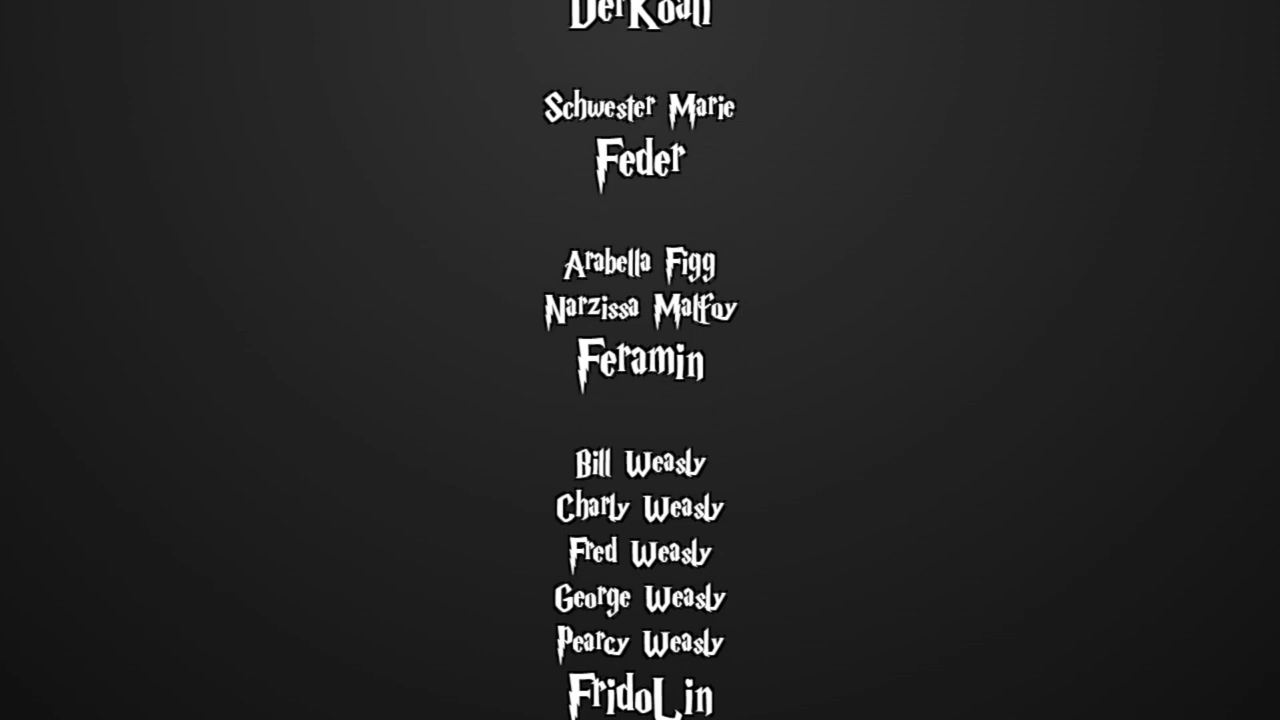 DerKoah
Schwester Marie
Feder
Arabella Figg
Narzissa Malfoy
Feramin
Bill Weasly
Charly Weasly
Fred Weasly
George Weasly
Pearcy Weasly
FridoLin